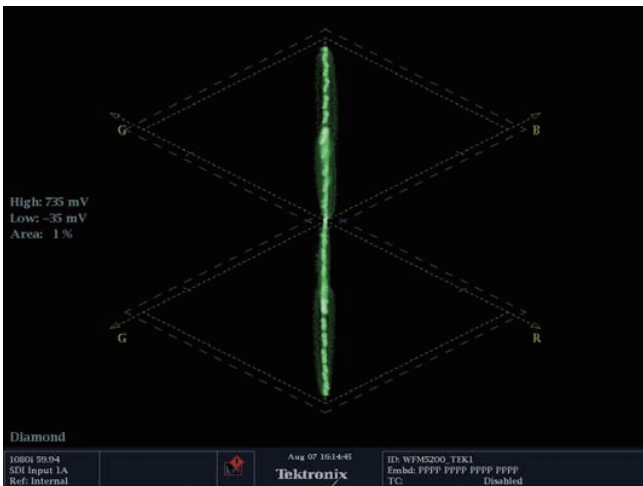 G
B
High: 735 mV
Low: -35 mV
Area: 1 %
G
R
Diamond
1080i 59.94
SDI Input 1A
Ref: Internal
Aug 07 16:14:45
Tektronix
ID: WFM5200_TEK1
Embd: PPPP PPPP PPPP PPPP
TC: Disabled